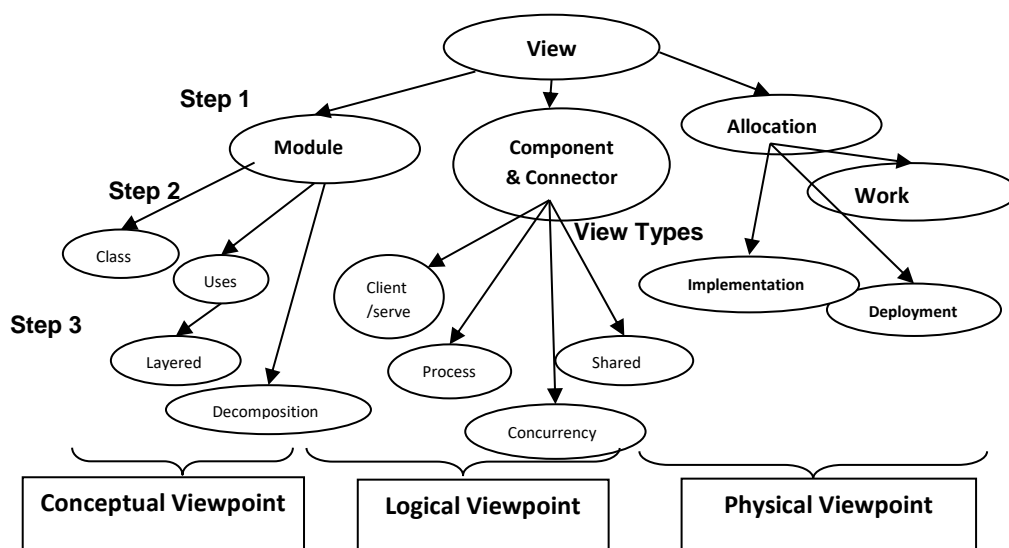 View
Step 1
Module
Component
& Connector
Allocation
Step 2
Work
Class
View Types
Uses
Client
/serve
Implementation
Deployment
Step 3
Layered
Process
Shared
Decomposition
Concurrency
Conceptual Viewpoint
Logical Viewpoint
Physical Viewpoint